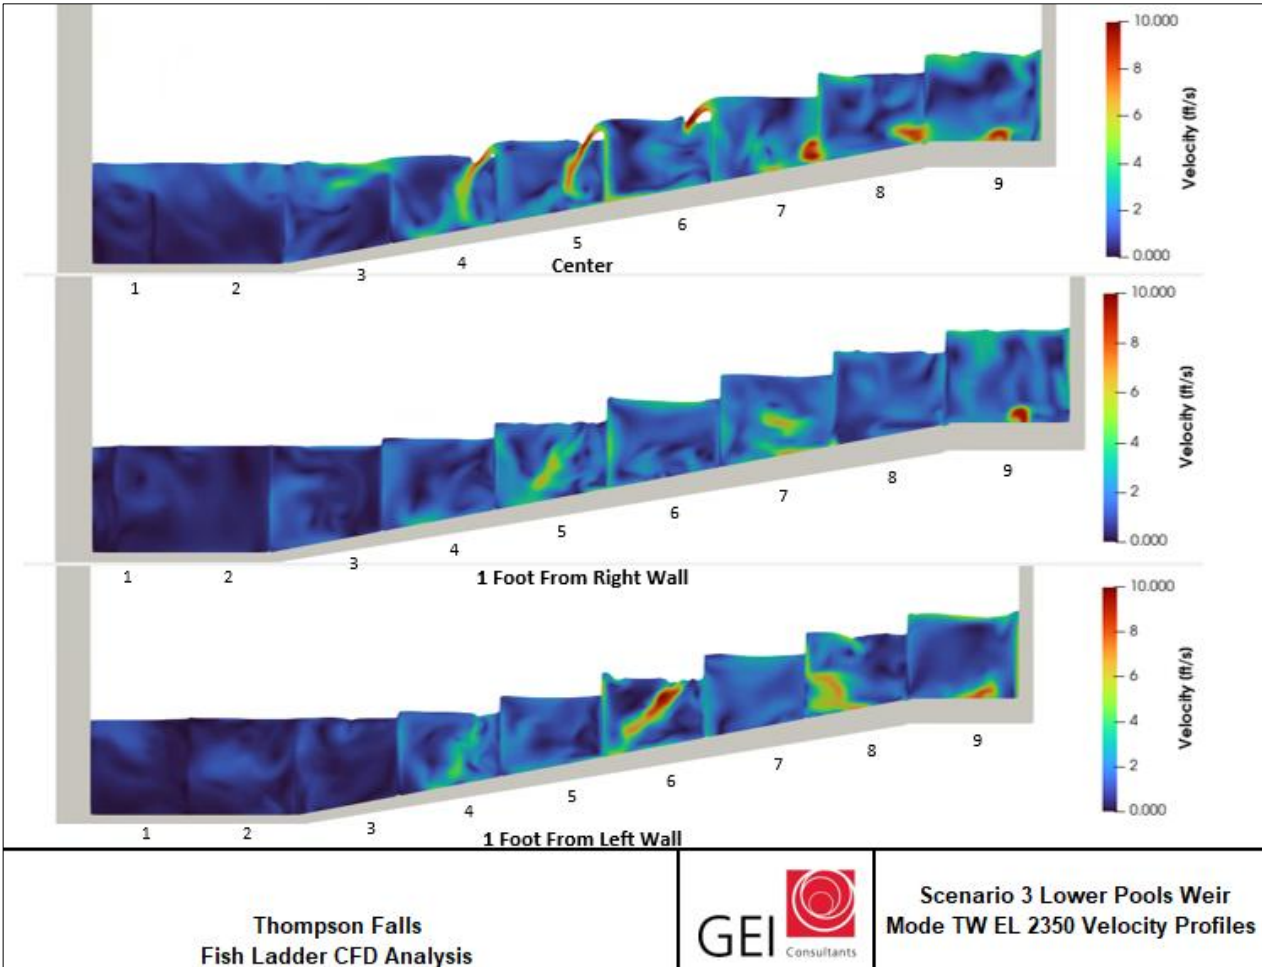 10.000
8
6
4
2
0.000
Velocity (ft/s)
1 2 3 4 5 6 7 8 9
Center
10.000
8
6
4
2
0.000
Velocity (ft/s)
1 2 3 4 5 6 7 8 9
1 Foot From Right Wall
10.000
8
6
4
2
0.000
Velocity (ft/s)
1 2 3 4 5 6 7 8 9
1 Foot From Left Wall
Thompson Falls
Fish Ladder CFD Analysis
GEI
Consultants
Scenario 3 Lower Pools Weir
Mode TW EL 2350 Velocity Profiles